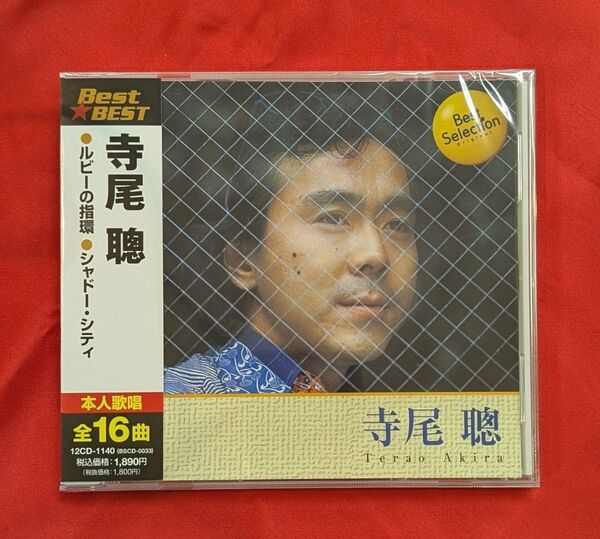 Best
★BEST
寺尾 聰
●ルビーの指環●シャドー・シティ
本人歌唱
全16曲
12CD-1140 (BSCD-0033)
税込価格:1,890円
(税抜価格:1,800円)
Best
Selection
original
寺尾 聰
Terao Akira